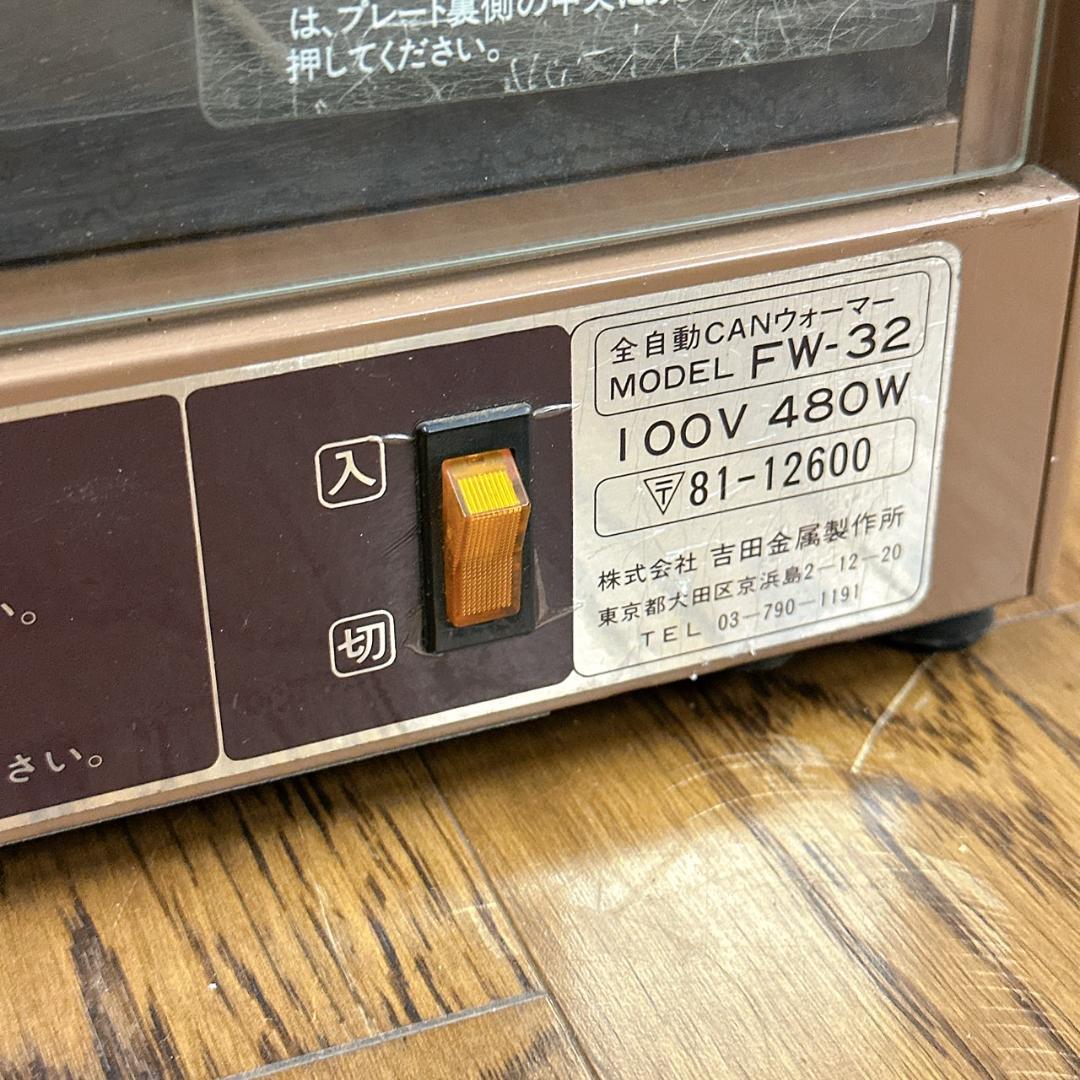 は、プレート裏側の中央に
押してください。
全自動CANウォーマー
MODEL FW-32
100V 480W
〒81-12600
株式会社 吉田金属製作所
東京都大田区京浜島2-12-20
TEL 03-790-1191
入
切
い。
さい。